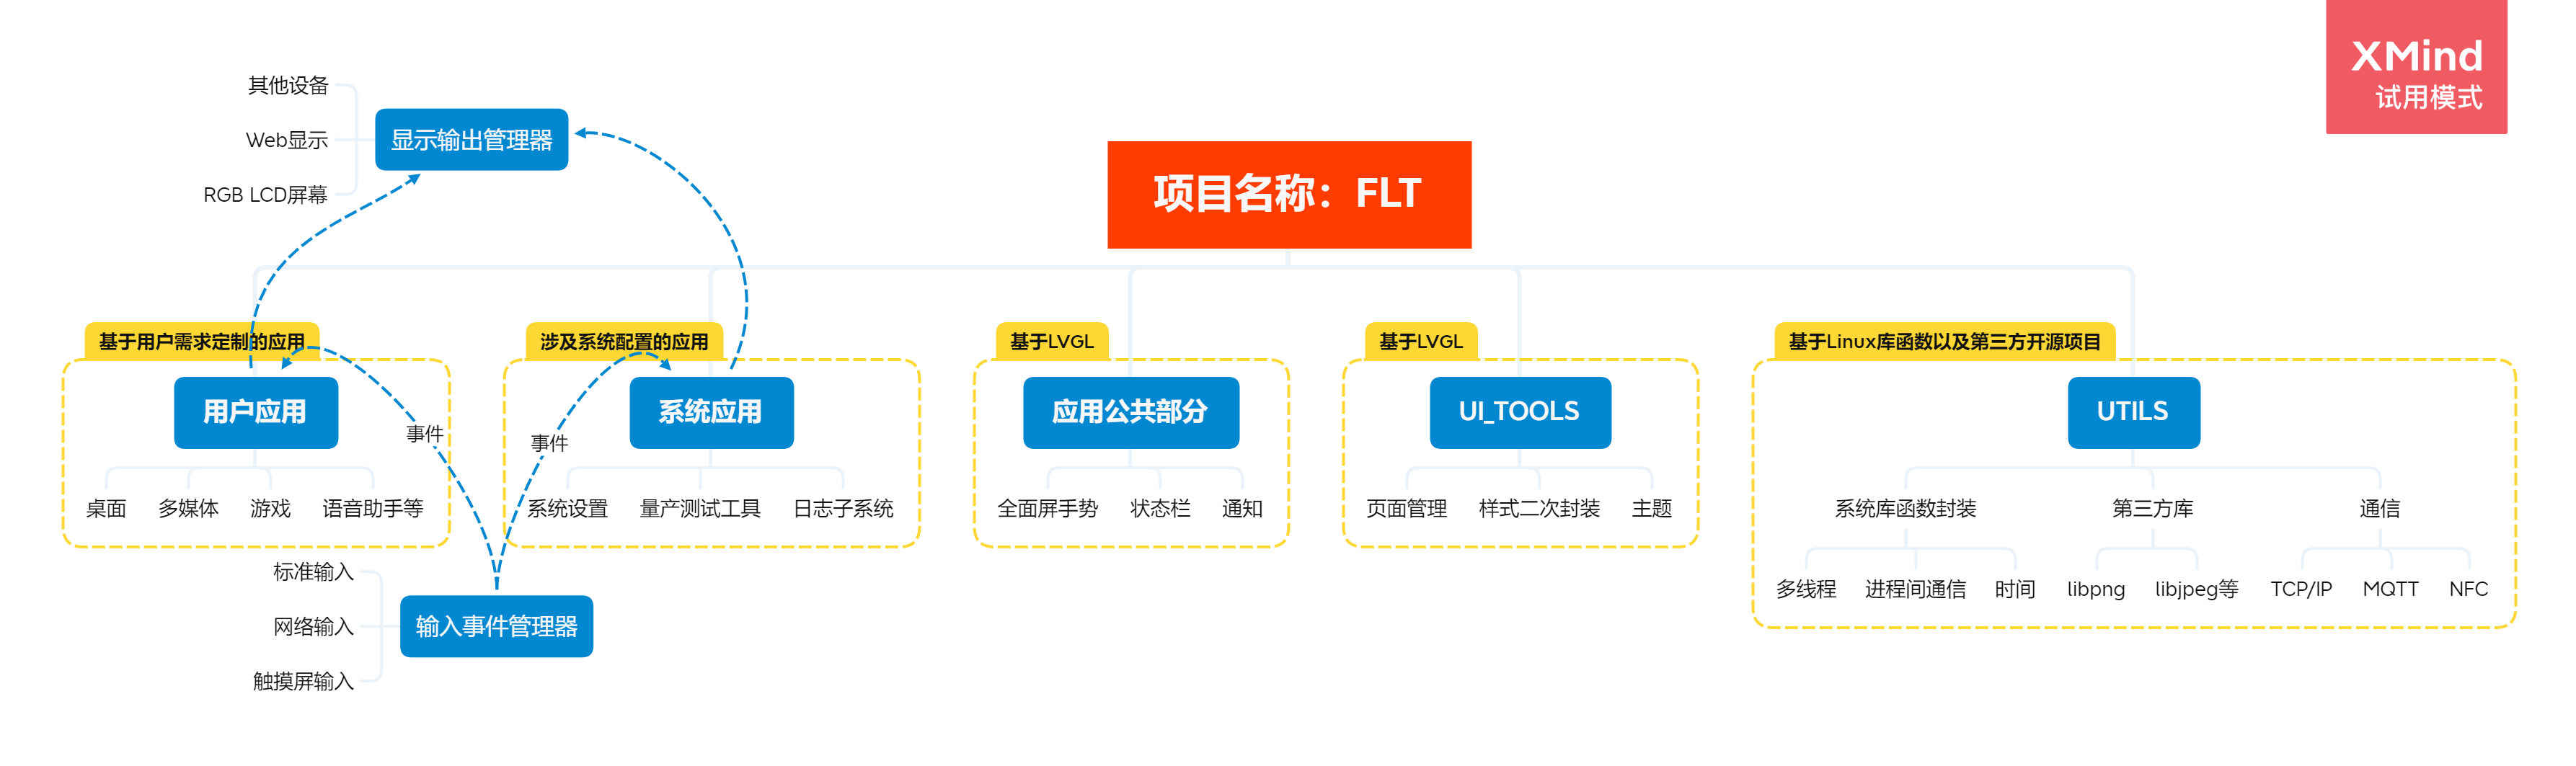 XMind
试用模式
其他设备
Web显示
RGB LCD屏幕
显示输出管理器
项目名称：FLT
基于用户需求定制的应用
涉及系统配置的应用
基于LVGL
基于LVGL
基于Linux库函数以及第三方开源项目
用户应用
系统应用
应用公共部分
UI_TOOLS
UTILS
事件
事件
桌面
多媒体
游戏
语音助手等
系统设置
量产测试工具
日志子系统
全面屏手势
状态栏
通知
页面管理
样式二次封装
主题
系统库函数封装
第三方库
通信
多线程
进程间通信
时间
libpng
libjpeg等
TCP/IP
MQTT
NFC
标准输入
网络输入
触摸屏输入
输入事件管理器